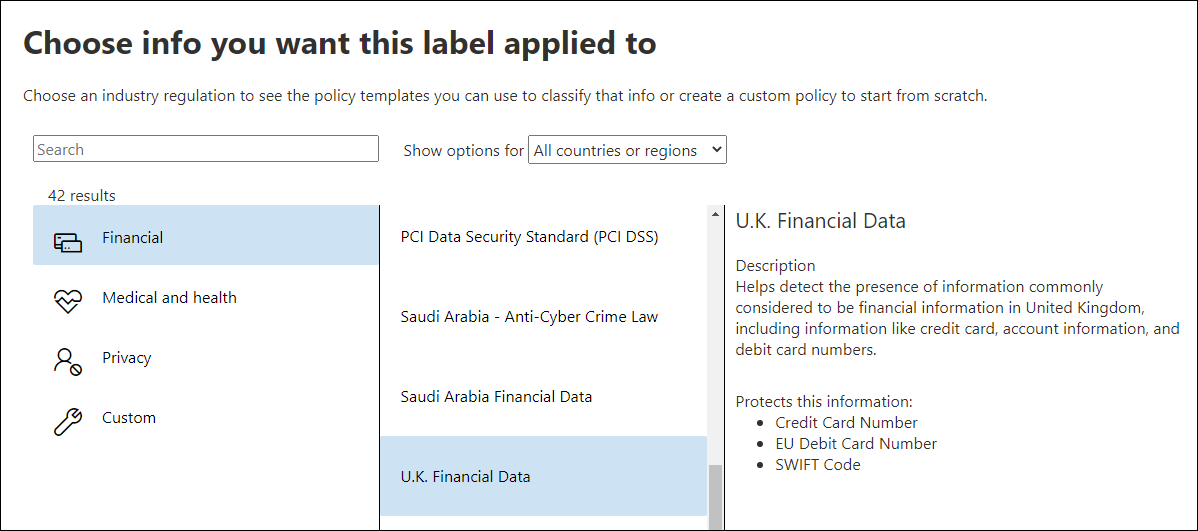 Choose info you want this label applied to
Choose an industry regulation to see the policy templates you can use to classify that info or create a custom policy to start from scratch.
Search
Show options for All countries or regions
42 results
Financial
Medical and health
Privacy
Custom
PCI Data Security Standard (PCI DSS)
Saudi Arabia - Anti-Cyber Crime Law
Saudi Arabia Financial Data
U.K. Financial Data
U.K. Financial Data
Description
Helps detect the presence of information commonly
considered to be financial information in United Kingdom,
including information like credit card, account information, and
debit card numbers.
Protects this information:
• Credit Card Number
• EU Debit Card Number
• SWIFT Code